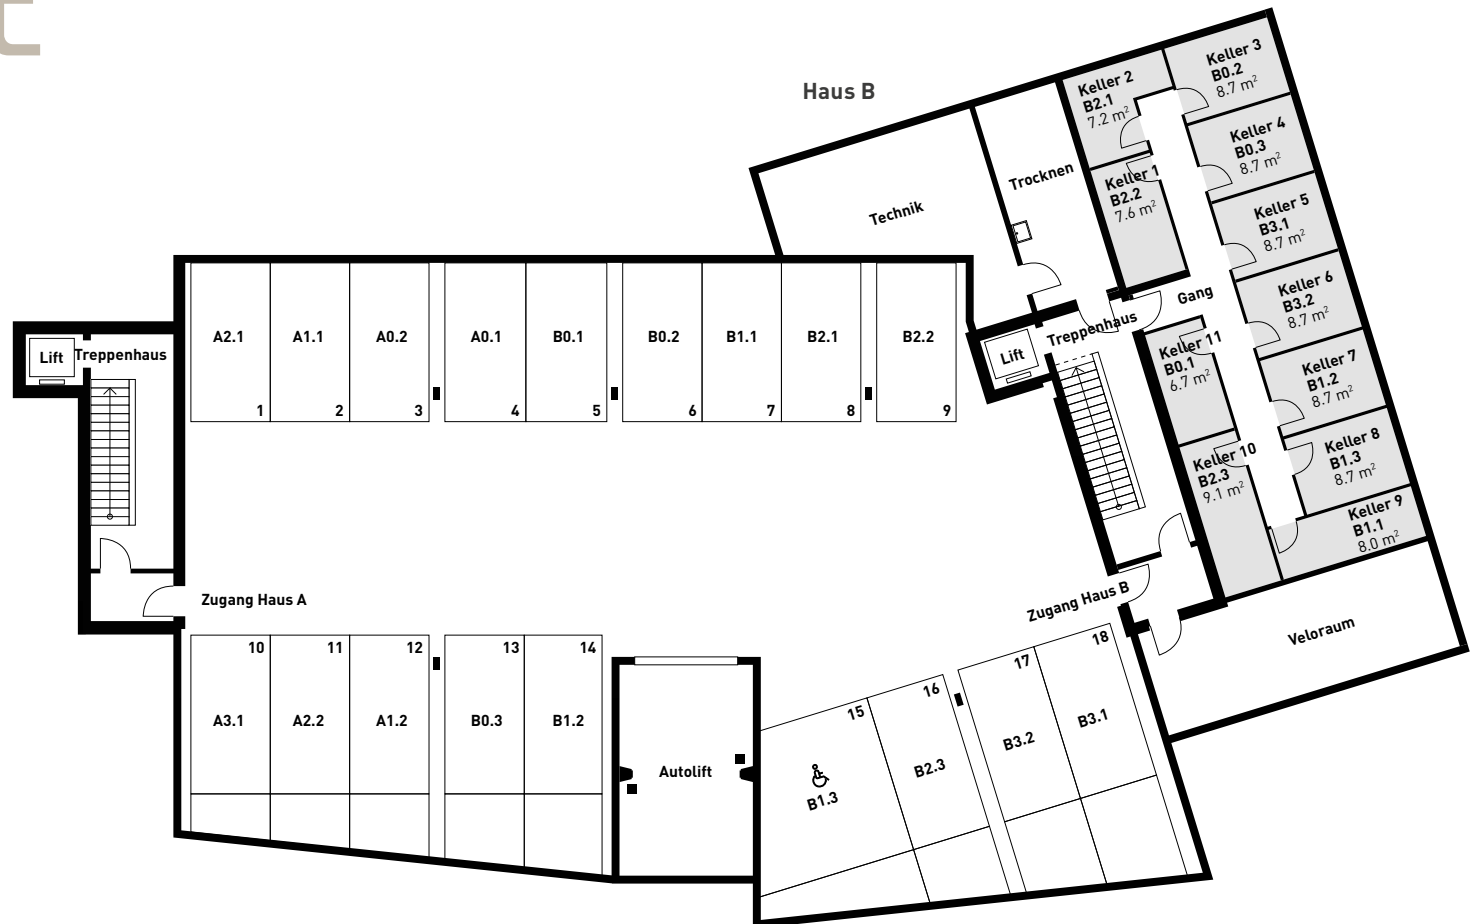 Haus B
Keller 3
B0.2
8.7 m²
Keller 2
B2.1
7.2 m²
Keller 4
B0.3
8.7 m²
Trocknen
Keller 1
B2.2
7.6 m²
Technik
Keller 5
B3.1
8.7 m²
Keller 6
B3.2
8.7 m²
Gang
Treppenhaus
Lift
Keller 11
B0.1
6.7 m²
Keller 7
B1.2
8.7 m²
Keller 8
B1.3
8.7 m²
Keller 10
B2.3
9.1 m²
Keller 9
B1.1
8.0 m²
Lift
Treppenhaus
A2.1
A1.1
A0.2
A0.1
B0.1
B0.2
B1.1
B2.1
B2.2
1
2
3
4
5
6
7
8
9
Zugang Haus A
Zugang Haus B
Veloraum
10
11
12
13
14
15
16
17
18
A3.1
A2.2
A1.2
B0.3
B1.2
Autolift
B1.3
B2.3
B3.2
B3.1